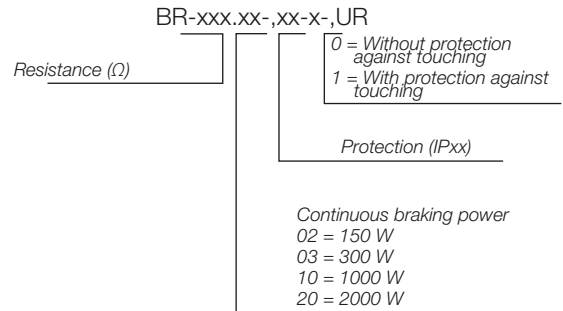 BR-xxx.xx-,xx-x-,UR
0 = Without protection
against touching
1 = With protection against
touching
Resistance (Ω)
Protection (IPxx)
Continuous braking power
02 = 150 W
03 = 300 W
10 = 1000 W
20 = 2000 W